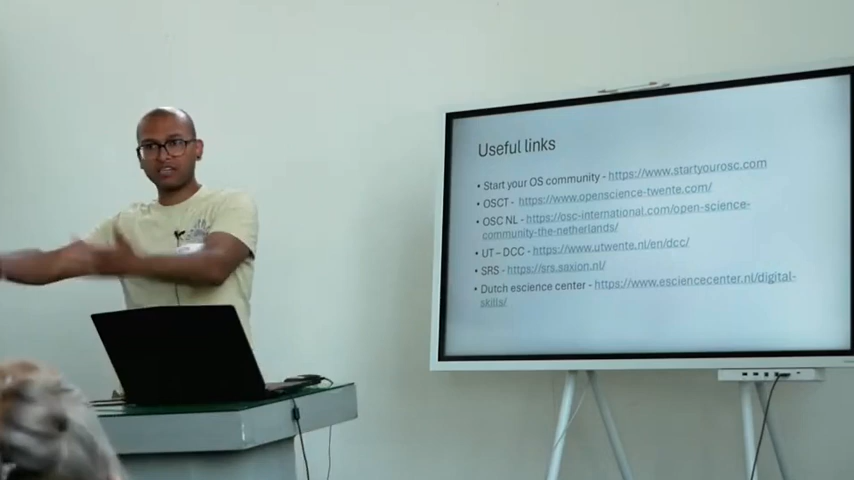 Useful links
• Start your OS community - https://www.startyourosc.com
• OSCT- https://www.openscience-twente.com/
• OSC NL - https://osc-international.com/open-science-
community-the-netherlands/
• UT – DCC - https://www.utwente.nl/en/dcc/
• SRS - https://srs.saxion.nl/
• Dutch escience center - https://www.esciencecenter.nl/digital-
skills/